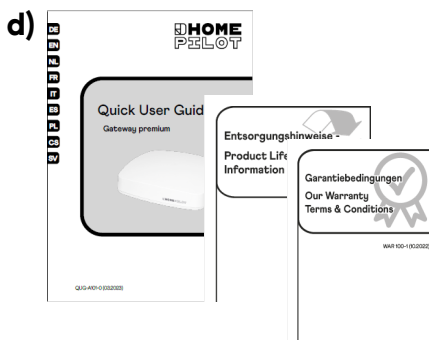 d)
DE
EN
NL
FR
IT
ES
PL
CS
SV
HOME
PILOT
Quick User Guid
Gateway premium
QUG-A101-0 [03.2023]
Entsorgungshinweise -
Product Life
Information
Garantiebedingungen
Our Warranty
Terms & Conditions
WAR 100-1 (10.2022)